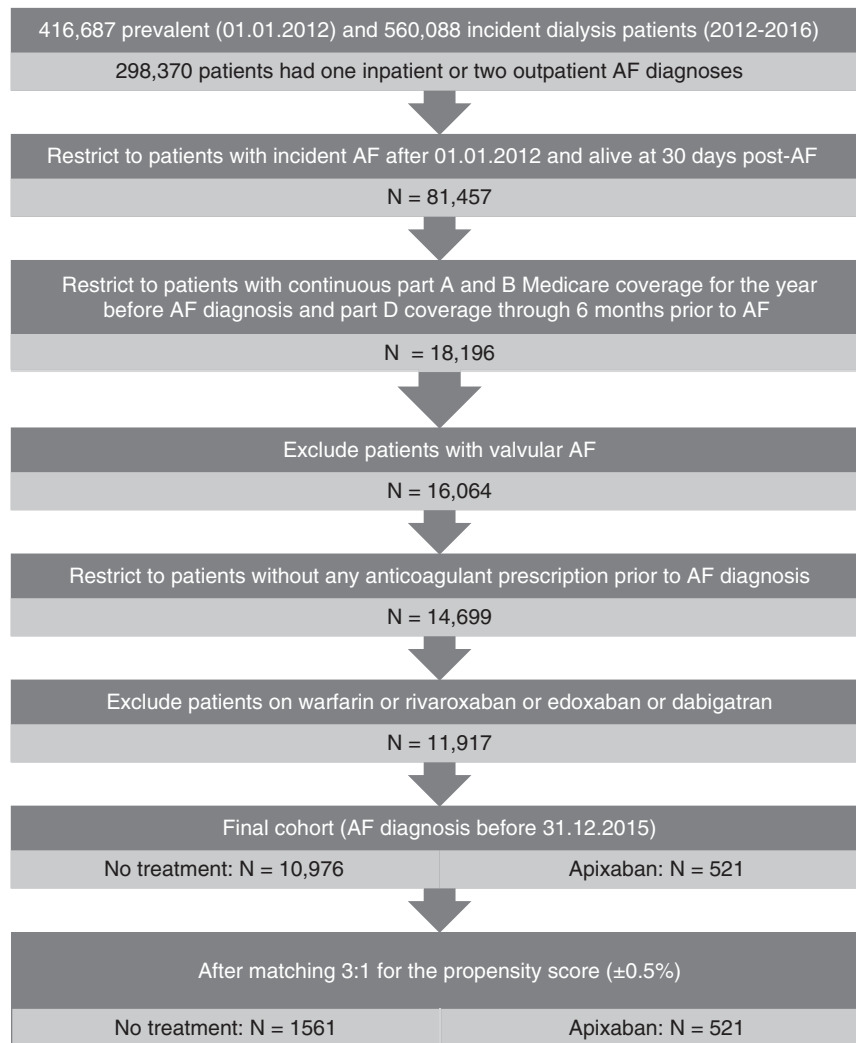 416,687 prevalent (01.01.2012) and 560,088 incident dialysis patients (2012-2016)
298,370 patients had one inpatient or two outpatient AF diagnoses
Restrict to patients with incident AF after 01.01.2012 and alive at 30 days post-AF
N = 81,457
Restrict to patients with continuous part A and B Medicare coverage for the year
before AF diagnosis and part D coverage through 6 months prior to AF
N = 18,196
Exclude patients with valvular AF
N = 16,064
Restrict to patients without any anticoagulant prescription prior to AF diagnosis
N = 14,699
Exclude patients on warfarin or rivaroxaban or edoxaban or dabigatran
N = 11,917
Final cohort (AF diagnosis before 31.12.2015)
No treatment: N = 10,976 Apixaban: N = 521
After matching 3:1 for the propensity score (±0.5%)
No treatment: N = 1561 Apixaban: N = 521